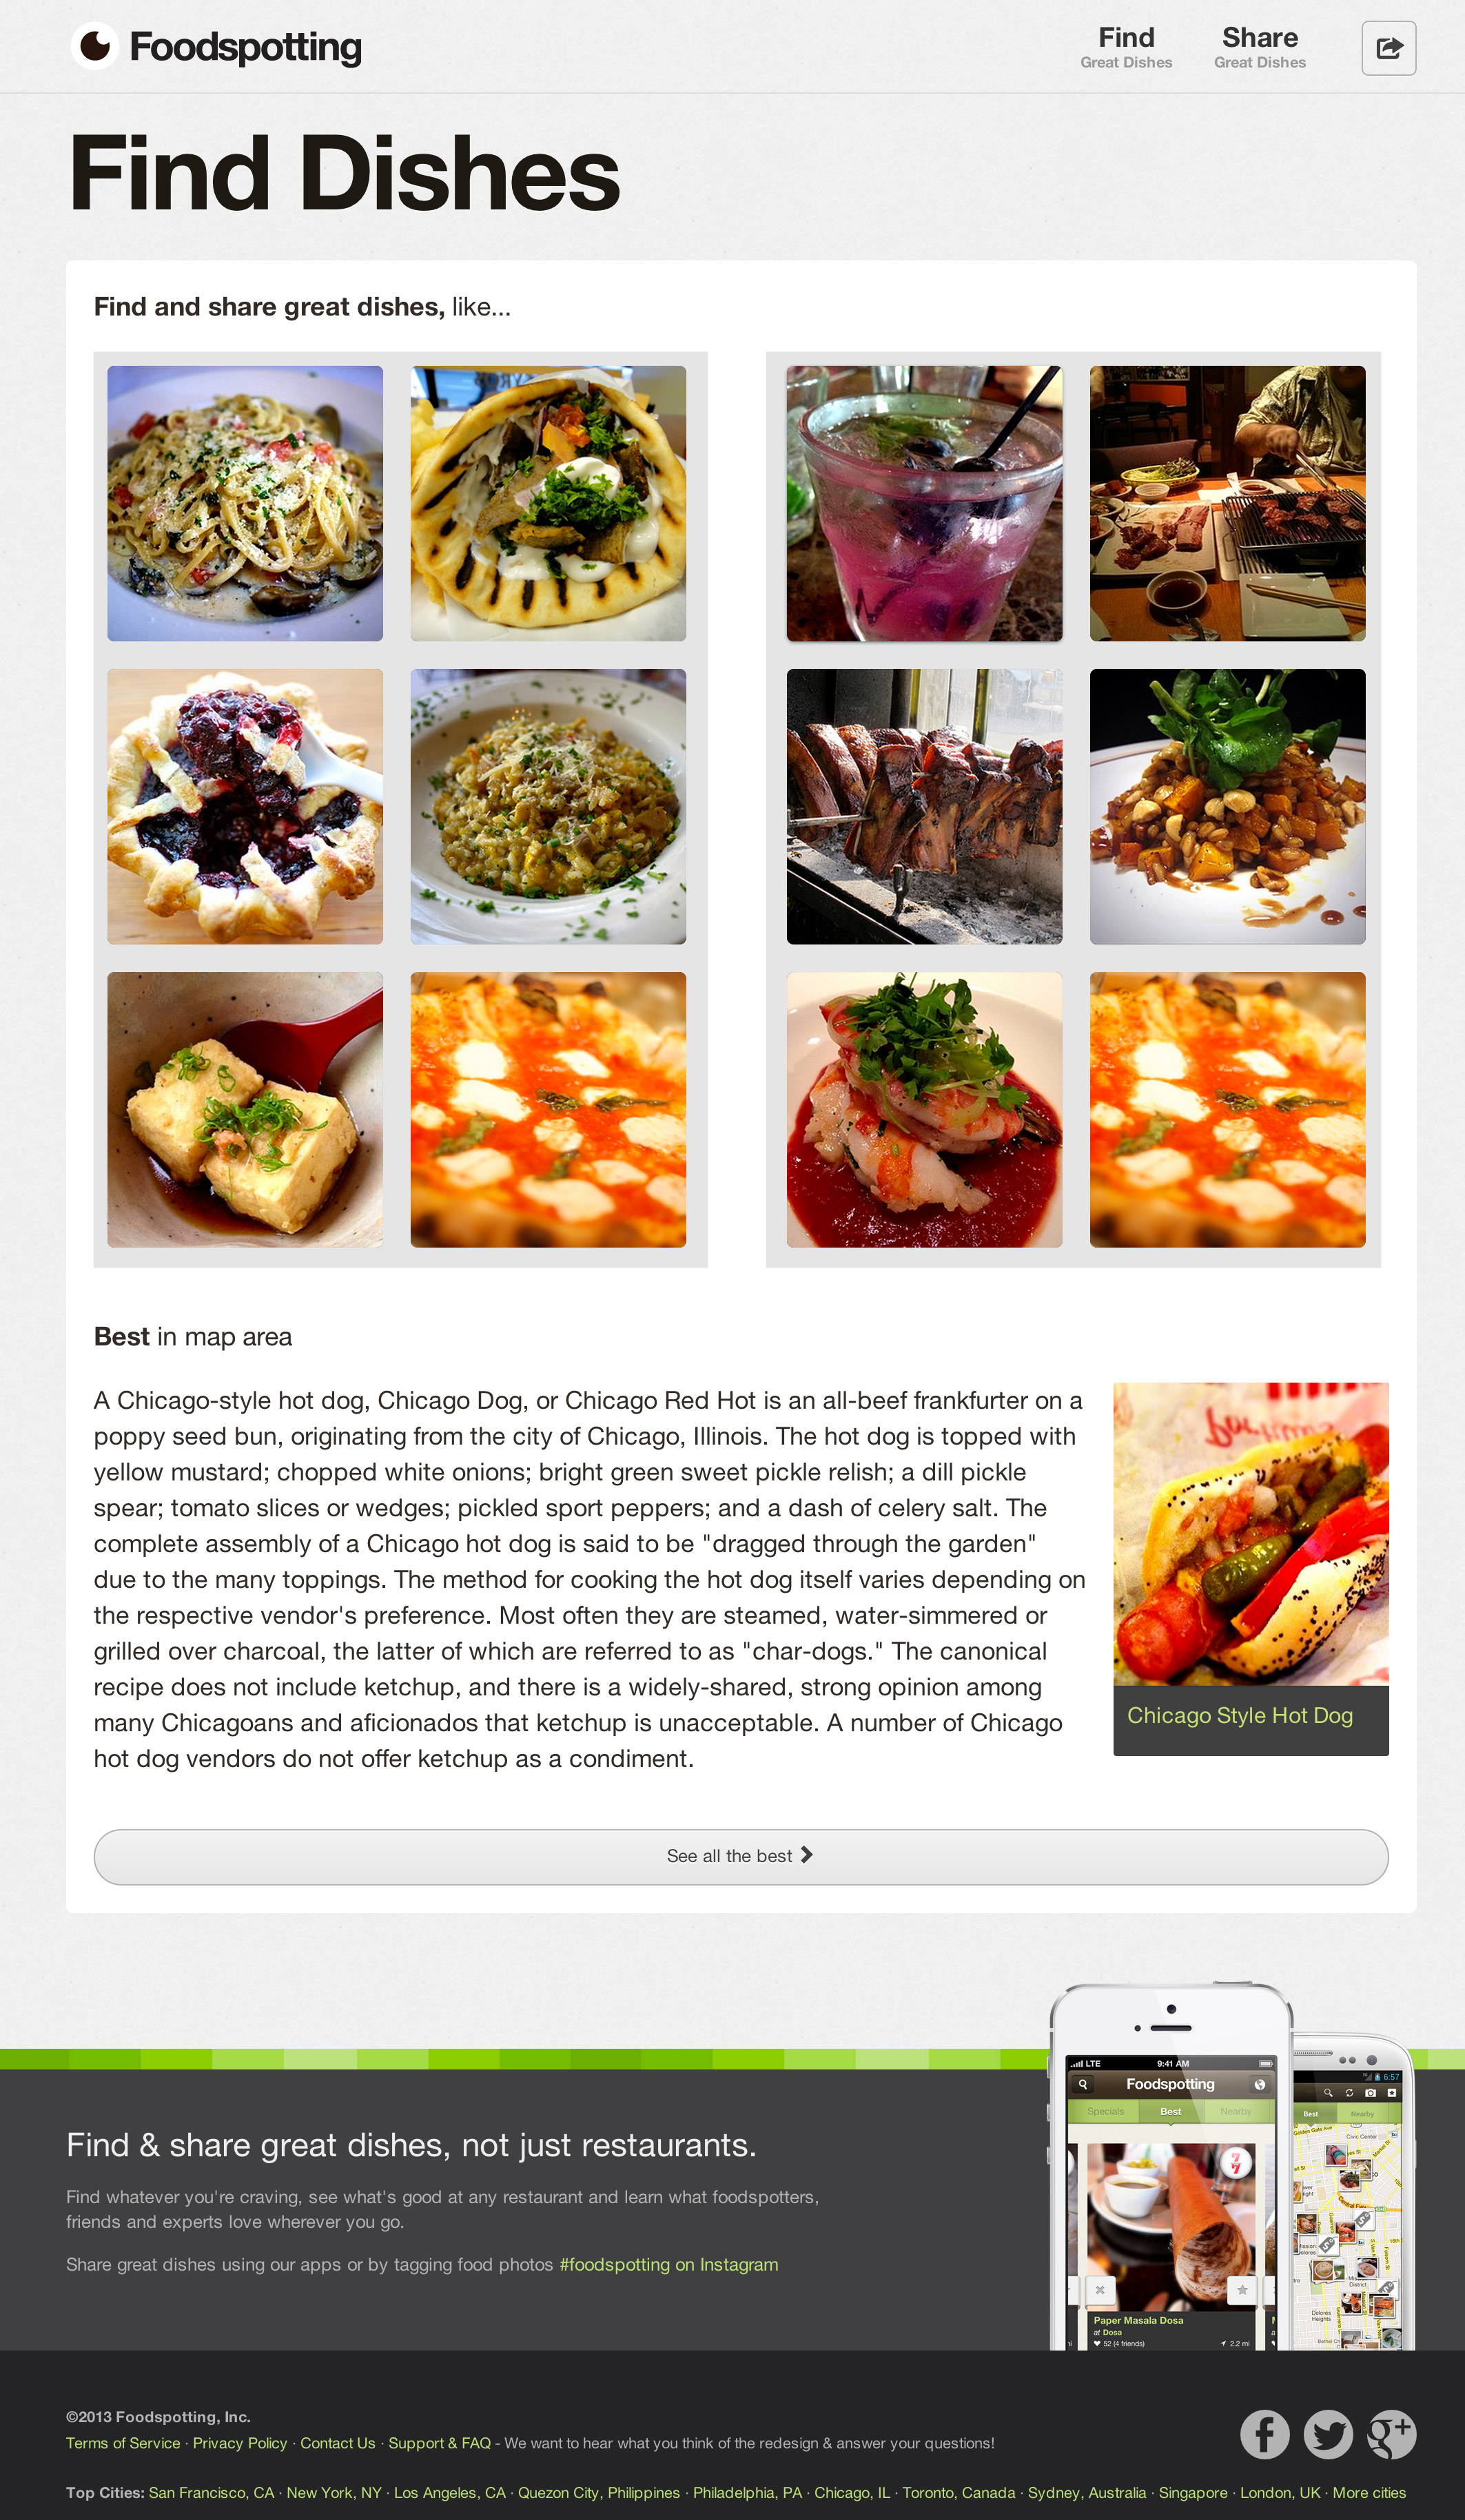 Foodspotting
Find
Great Dishes
Share
Great Dishes
Find Dishes
Find and share great dishes, like...
Best in map area
A Chicago-style hot dog, Chicago Dog, or Chicago Red Hot is an all-beef frankfurter on a
poppy seed bun, originating from the city of Chicago, Illinois. The hot dog is topped with
yellow mustard; chopped white onions; bright green sweet pickle relish; a dill pickle
spear; tomato slices or wedges; pickled sport peppers; and a dash of celery salt. The
complete assembly of a Chicago hot dog is said to be "dragged through the garden"
due to the many toppings. The method for cooking the hot dog itself varies depending on
the respective vendor's preference. Most often they are steamed, water-simmered or
grilled over charcoal, the latter of which are referred to as "char-dogs." The canonical
recipe does not include ketchup, and there is a widely-shared, strong opinion among
many Chicagoans and aficionados that ketchup is unacceptable. A number of Chicago
hot dog vendors do not offer ketchup as a condiment.
Chicago Style Hot Dog
See all the best
LTE 9:41 AM
Foodspotting
Specials Best Nearby
6:57
Best Nearby
Civic Center
Paper Masala Dosa
at Dosa
52 (4 friends) 2.2 mi
Dolores
Heights
Find & share great dishes, not just restaurants.
Find whatever you're craving, see what's good at any restaurant and learn what foodspotters,
friends and experts love wherever you go.
Share great dishes using our apps or by tagging food photos #foodspotting on Instagram
©2013 Foodspotting, Inc.
Terms of Service · Privacy Policy · Contact Us · Support & FAQ - We want to hear what you think of the redesign & answer your questions!
Top Cities: San Francisco, CA · New York, NY · Los Angeles, CA · Quezon City, Philippines · Philadelphia, PA · Chicago, IL · Toronto, Canada · Sydney, Australia · Singapore · London, UK · More cities